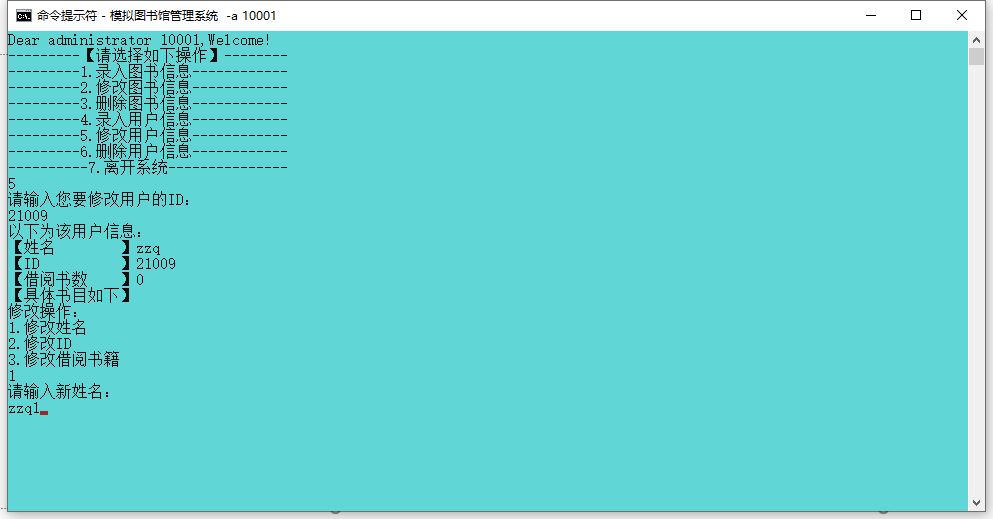 命令提示符 - 模拟图书馆管理系统 -a 10001
Dear administrator 10001,Welcome!
---------【请选择如下操作】--------
---------1.录入图书信息------------
---------2.修改图书信息------------
---------3.删除图书信息------------
---------4.录入用户信息------------
---------5.修改用户信息------------
---------6.删除用户信息------------
----------7.离开系统---------------
5
请输入您要修改用户的ID:
21009
以下为该用户信息:
【姓名        】zzq
【ID          】21009
【借阅书数    】0
【具体书目如下】
修改操作:
1.修改姓名
2.修改ID
3.修改借阅书籍
1
请输入新姓名:
zzq1